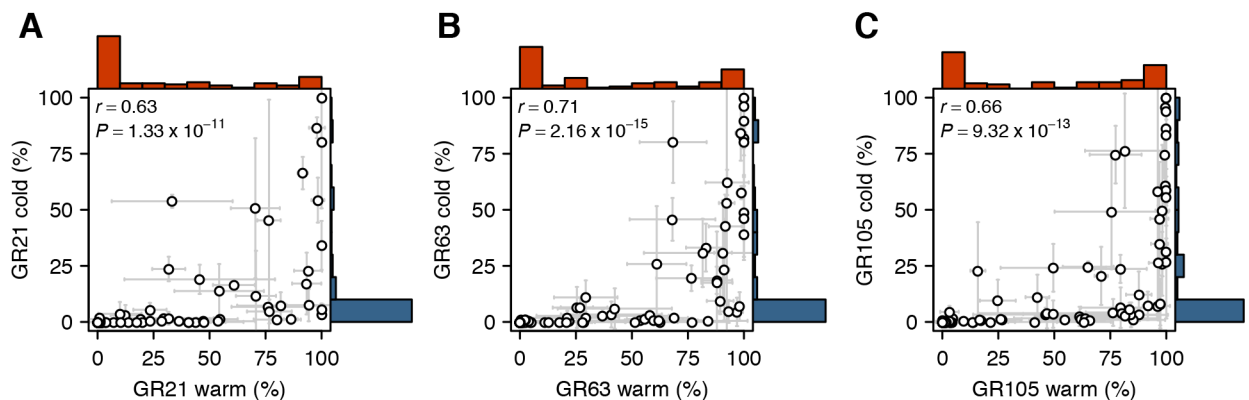 A
r = 0.63
P = 1.33 x 10⁻¹¹
100
75
50
25
0
GR21 cold (%)
0 25 50 75 100
GR21 warm (%)
B
r = 0.71
P = 2.16 x 10⁻¹⁵
100
75
50
25
0
GR63 cold (%)
0 25 50 75 100
GR63 warm (%)
C
r = 0.66
P = 9.32 x 10⁻¹³
100
75
50
25
0
GR105 cold (%)
0 25 50 75 100
GR105 warm (%)